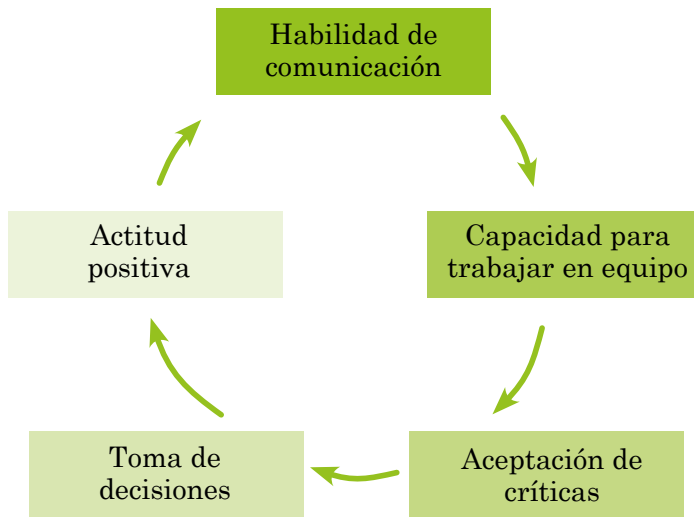 Habilidad de
comunicación
Actitud
positiva
Capacidad para
trabajar en equipo
Toma de
decisiones
Aceptación de
críticas